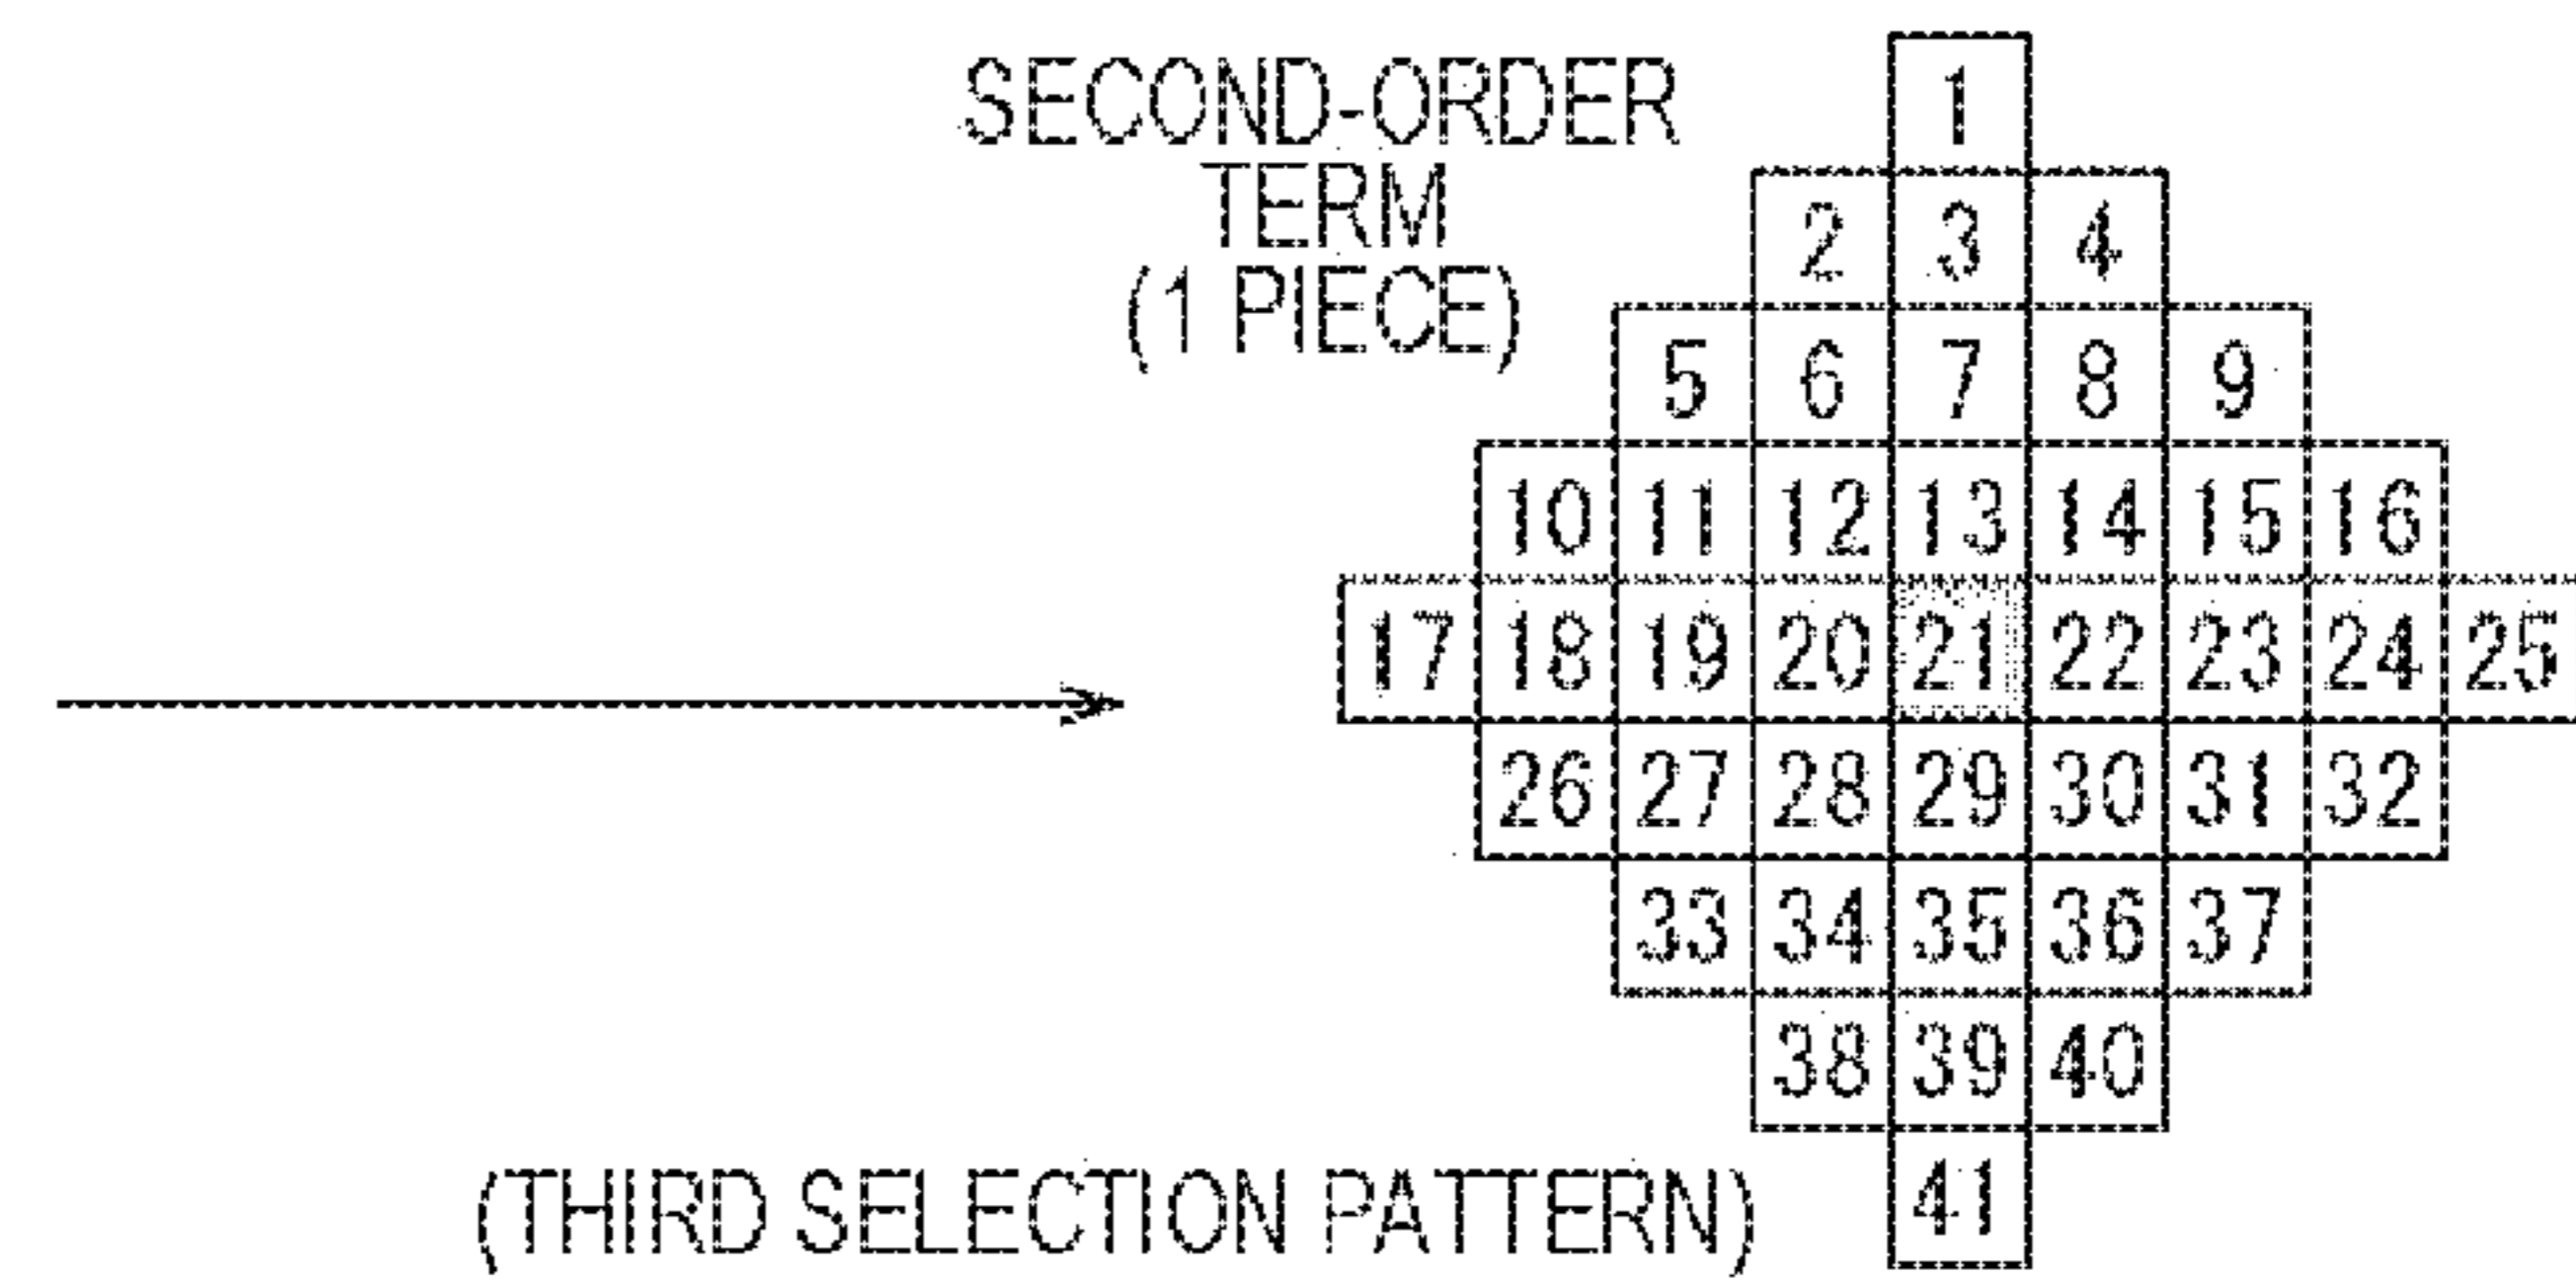 SECOND-ORDER
TERM
(1 PIECE)
1
2 3 4
5 6 7 8 9
10 11 12 13 14 15 16
17 18 19 20 21 22 23 24 25
26 27 28 29 30 31 32
33 34 35 36 37
38 39 40
41
(THIRD SELECTION PATTERN)